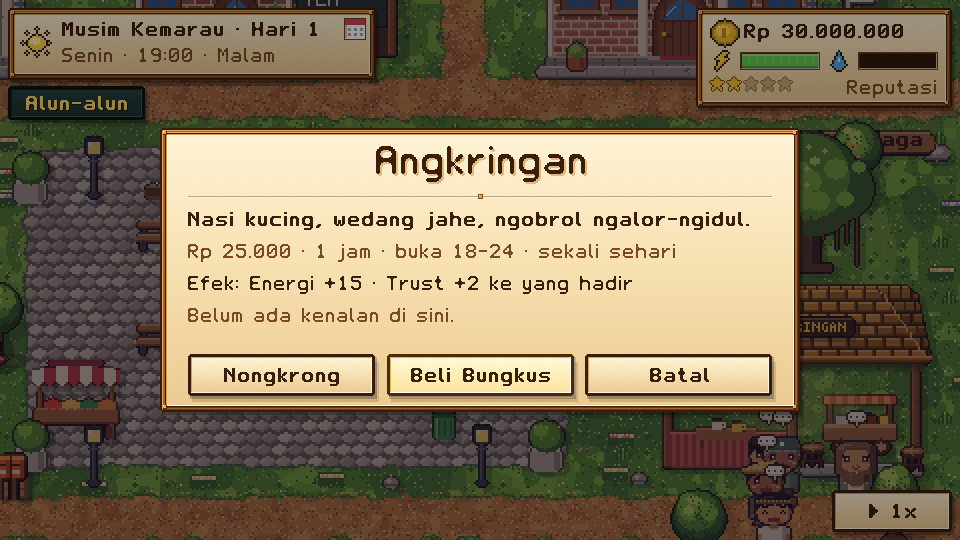 Musim Kemarau · Hari 1
Senin · 19:00 · Malam
Rp 30.000.000
Reputasi
Alun-alun
Angkringan
Nasi kucing, wedang jahe, ngobrol ngalor-ngidul.
Rp 25.000 · 1 jam · buka 18-24 · sekali sehari
Efek: Energi +15 · Trust +2 ke yang hadir
Belum ada kenalan di sini.
Nongkrong
Beli Bungkus
Batal
1x